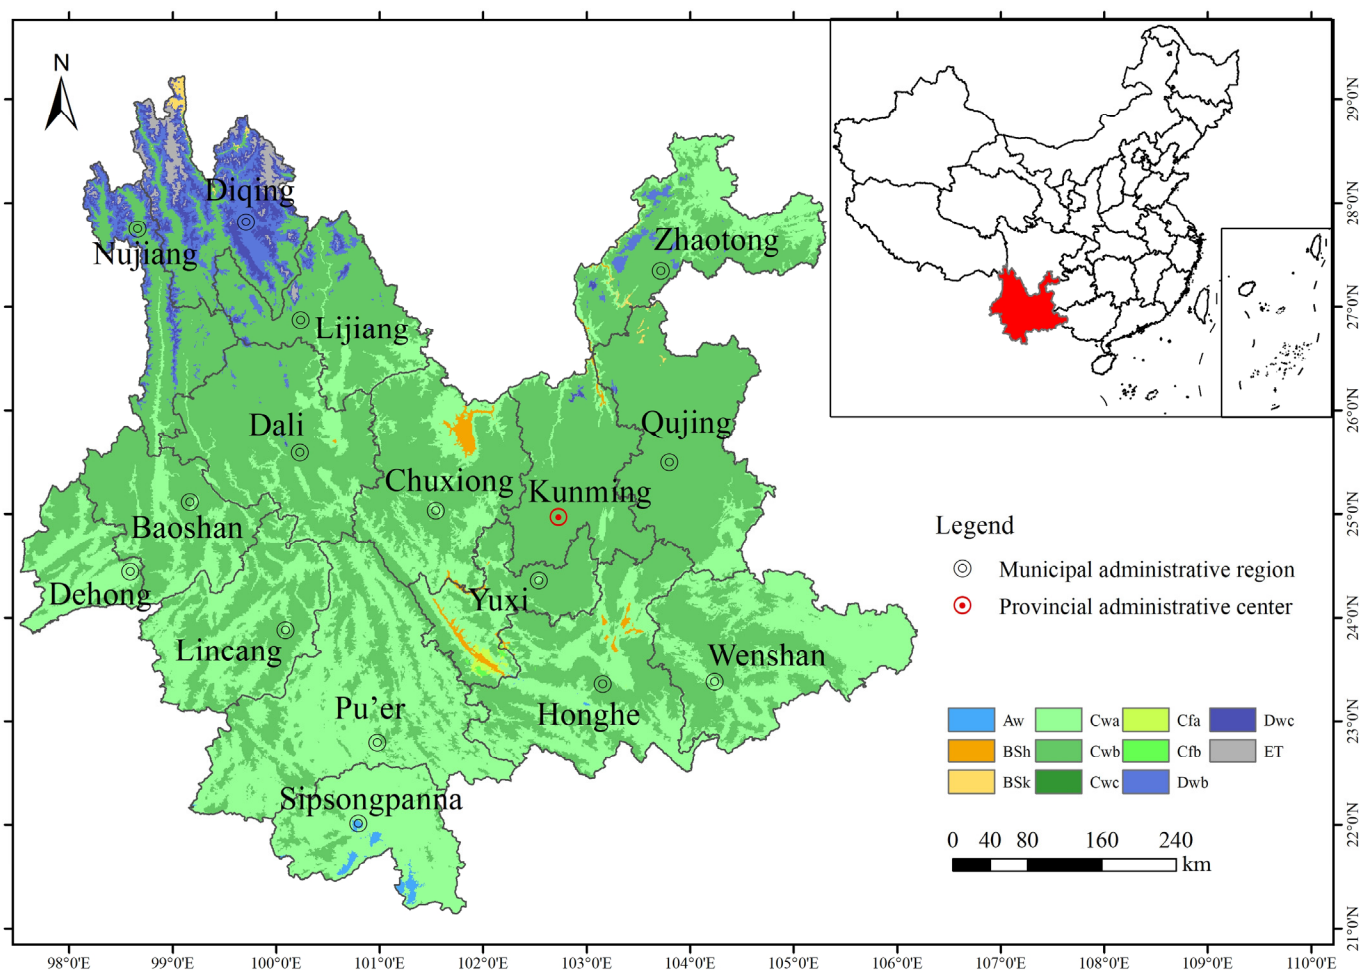 N
Diqing
Nujiang
Zhaotong
Lijiang
Dali
Qujing
Chuxiong
Kunming
Baoshan
Dehong
Yuxi
Lincang
Wenshan
Pu’er
Honghe
Sipsongpanna
Legend
Municipal administrative region
Provincial administrative center
Aw
Cwa
Cfa
Dwc
BSh
Cwb
Cfb
ET
BSk
Cwc
Dwb
0 40 80 160 240
km
29°0'N
28°0'N
27°0'N
26°0'N
25°0'N
24°0'N
23°0'N
22°0'N
21°0'N
98°0'E 99°0'E 100°0'E 101°0'E 102°0'E 103°0'E 104°0'E 105°0'E 106°0'E 107°0'E 108°0'E 109°0'E 110°0'E